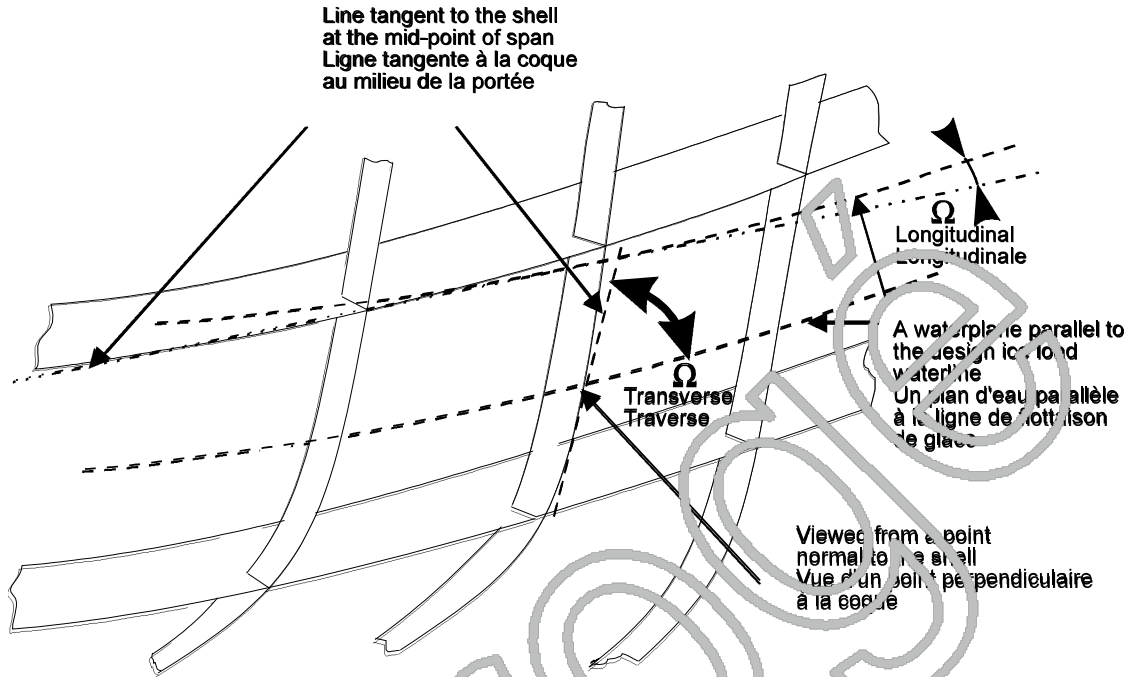 Line tangent to the shell
at the mid-point of span
Ligne tangente à la coque
au milieu de la portée
Ω
Longitudinal
Longitudinale
A waterplane parallel to
the design ice load
waterline
Un plan d'eau parallèle
à la ligne de flottaison
de glace
Ω
Transverse
Traverse
Viewed from a point
normal to the shell
Vue d'un point perpendiculaire
à la coque